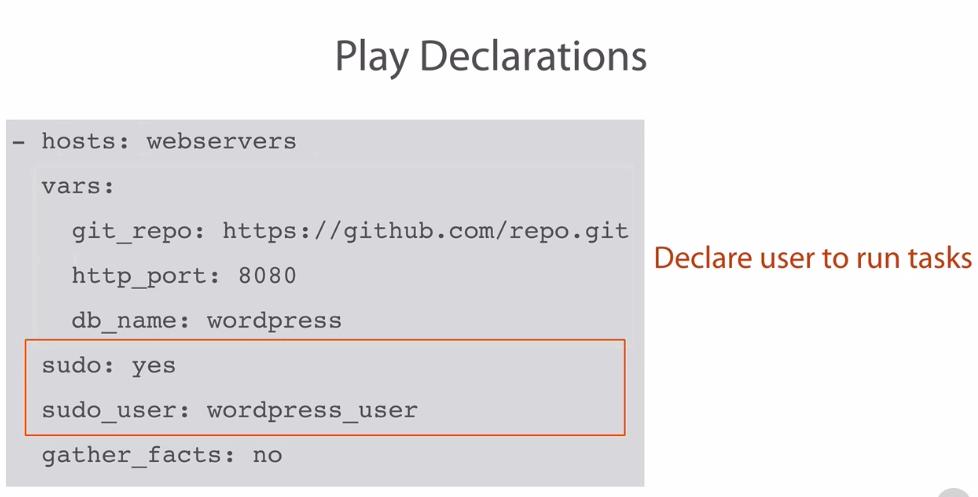 Play Declarations
- hosts: webservers
vars:
git_repo: https://github.com/repo.git
Declare user to run tasks
http_port: 8080
db_name: wordpress
sudo: yes
sudo_user: wordpress_user
gather_facts: no